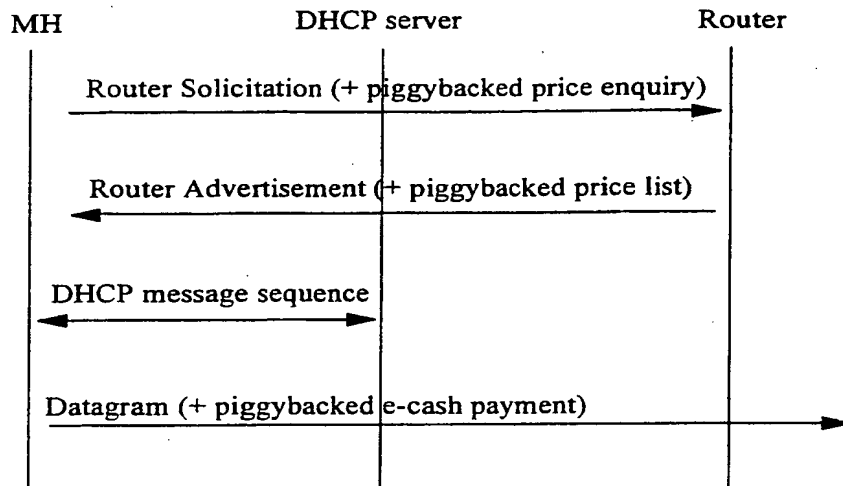 MH DHCP server Router
Router Solicitation (+ piggybacked price enquiry)
Router Advertisement (+ piggybacked price list)
DHCP message sequence
Datagram (+ piggybacked e-cash payment)